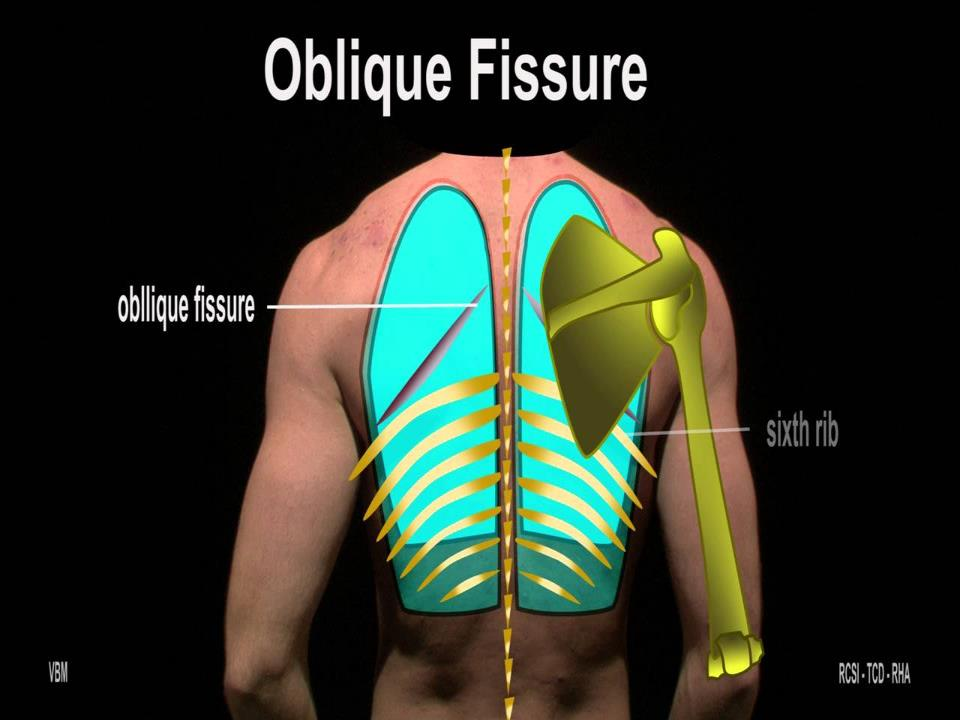 Oblique Fissure
obllique fissure
sixth rib
VBM
RCSI - TCD - RHA